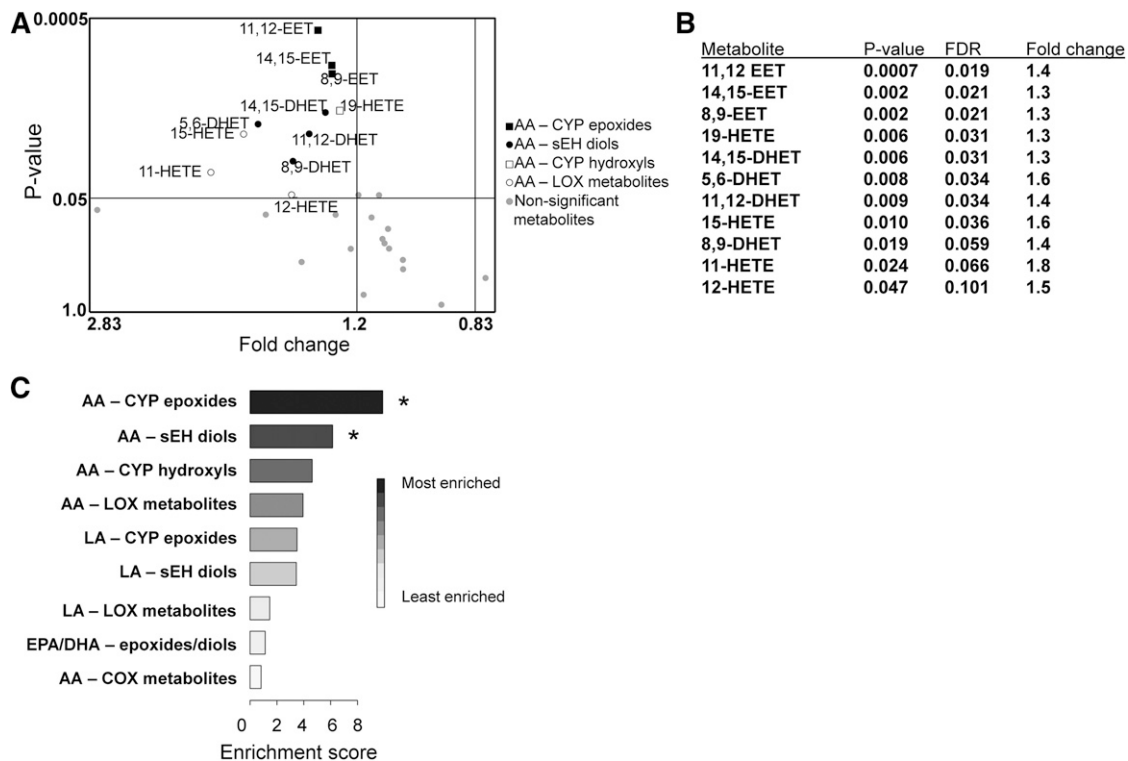 A
0.0005
11,12-EET
14,15-EET
8,9-EET
14,15-DHET
19-HETE
5,6-DHET
15-HETE
11,12-DHET
8,9-DHET
11-HETE
12-HETE
P-value
0.05
1.0
2.83
1.2
0.83
Fold change
AA – CYP epoxides
AA – sEH diols
AA – CYP hydroxyls
AA – LOX metabolites
Non-significant
metabolites
B
Metabolite P-value FDR Fold change
11,12 EET 0.0007 0.019 1.4
14,15-EET 0.002 0.021 1.3
8,9-EET 0.002 0.021 1.3
19-HETE 0.006 0.031 1.3
14,15-DHET 0.006 0.031 1.3
5,6-DHET 0.008 0.034 1.6
11,12-DHET 0.009 0.034 1.4
15-HETE 0.010 0.036 1.6
8,9-DHET 0.019 0.059 1.4
11-HETE 0.024 0.066 1.8
12-HETE 0.047 0.101 1.5
C
AA – CYP epoxides *
AA – sEH diols *
AA – CYP hydroxyls
AA – LOX metabolites
LA – CYP epoxides
LA – sEH diols
LA – LOX metabolites
EPA/DHA – epoxides/diols
AA – COX metabolites
Most enriched
Least enriched
0 2 4 6 8
Enrichment score